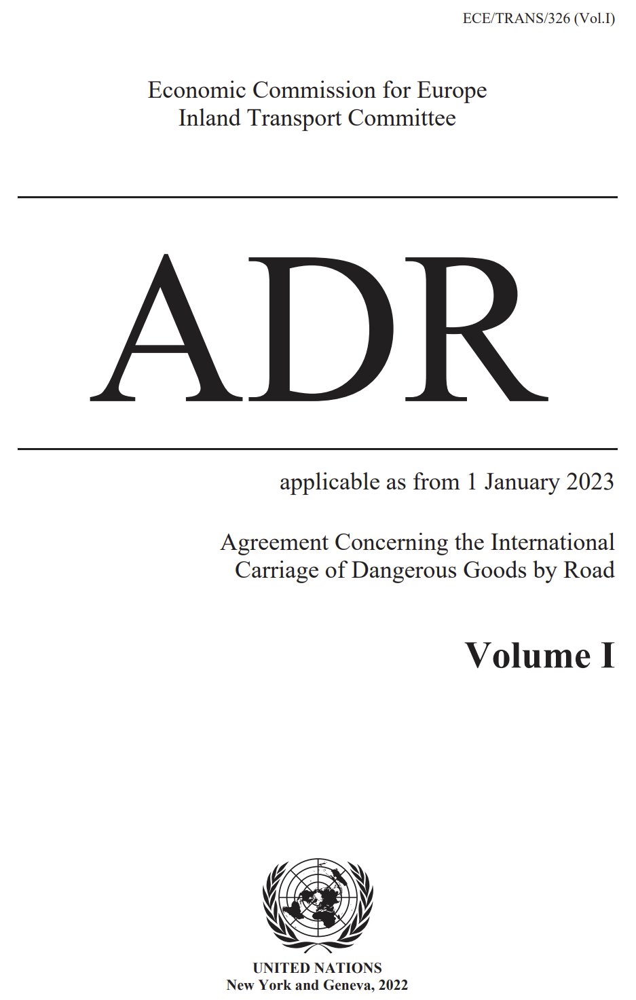 ECE/TRANS/326 (Vol.I)
Economic Commission for Europe
Inland Transport Committee
ADR
applicable as from 1 January 2023
Agreement Concerning the International
Carriage of Dangerous Goods by Road
Volume I
UNITED NATIONS
New York and Geneva, 2022